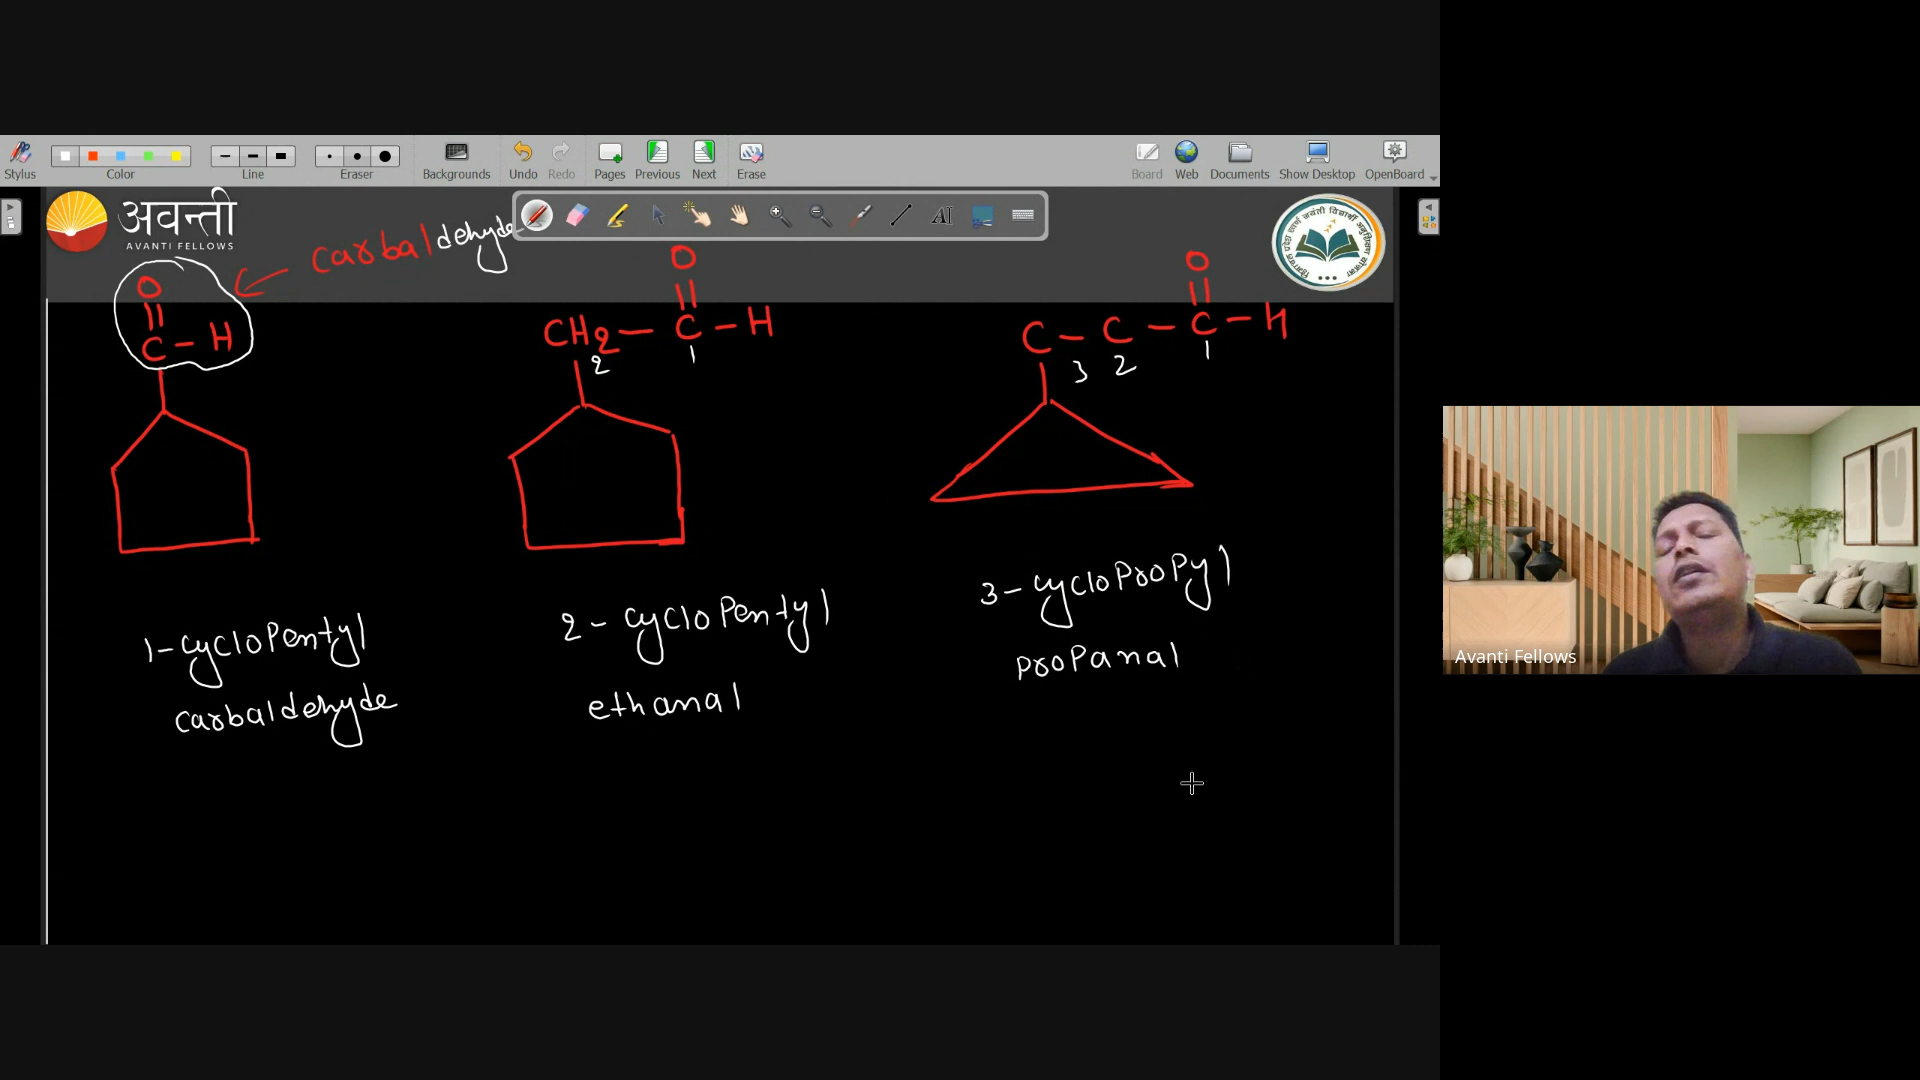 Stylus
Color
Line
Eraser
Backgrounds
Undo
Redo
Pages
Previous
Next
Erase
Board
Web
Documents
Show Desktop
OpenBoard
अवन्ती
AVANTI FELLOWS
carbaldehyde
O
C - H
O
CH2 - C - H
2 1
O
C - C - C - H
3 2 1
1-cyclopentyl
carbaldehyde
2-cyclopentyl
ethanal
3-cyclopropyl
propanal
Avanti Fellows